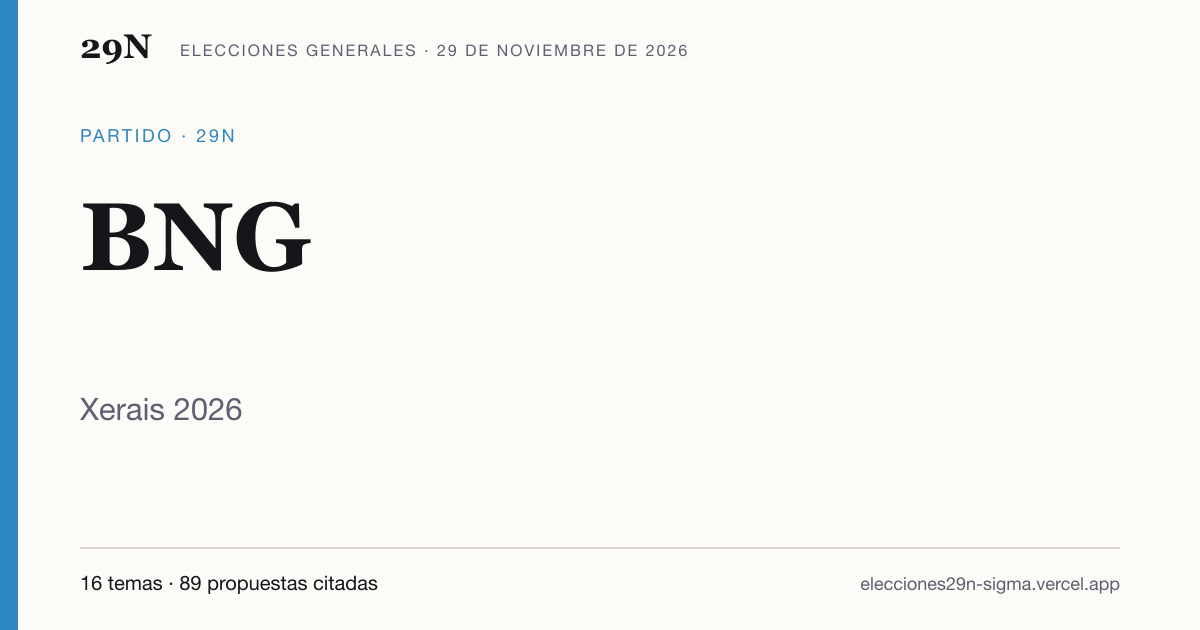 29N ELECCIONES GENERALES · 29 DE NOVIEMBRE DE 2026
PARTIDO · 29N
BNG
Xerais 2026
16 temas · 89 propuestas citadas
elecciones29n-sigma.vercel.app